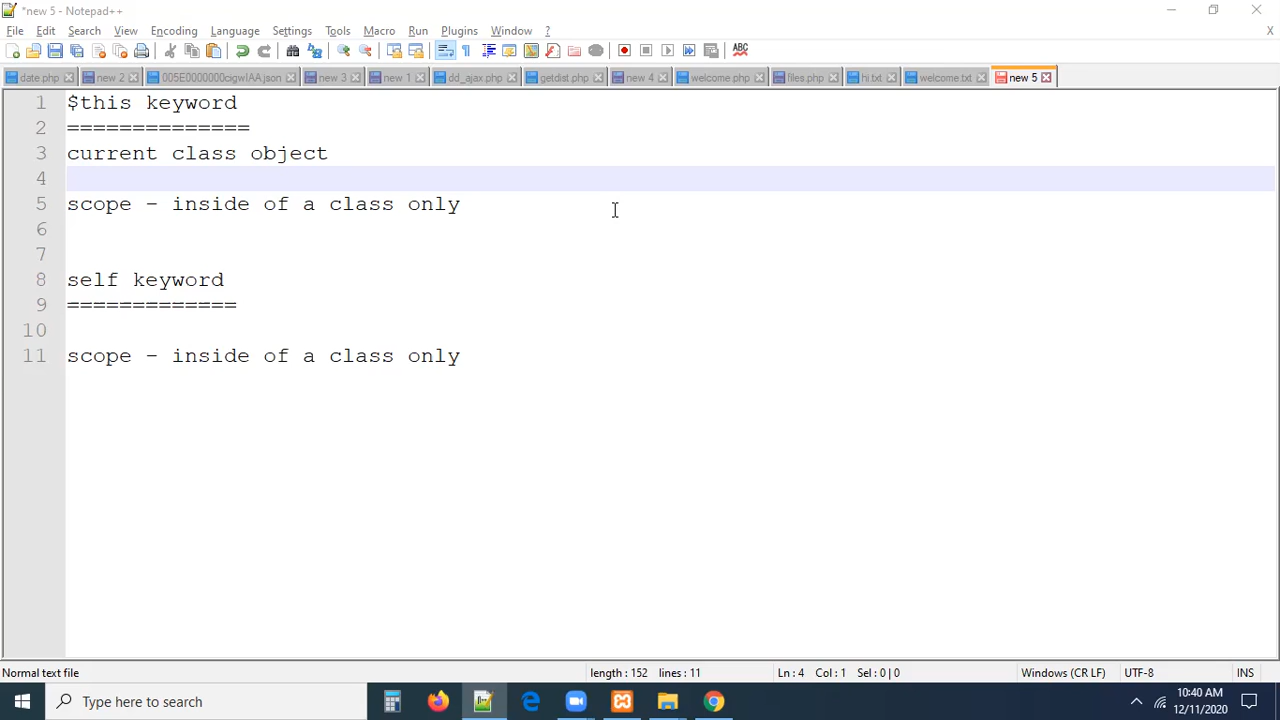 *new 5 - Notepad++
File Edit Search View Encoding Language Settings Tools Macro Run Plugins Window ? X
date.php new 2 005E0000000cigwIAA.json new 3 new 1 dd_ajax.php getdist.php new 4 welcome.php files.php hi.txt welcome.txt new 5
1 $this keyword
2 ==============
3 current class object
4
5 scope - inside of a class only
6
7
8 self keyword
9 =============
10
11 scope - inside of a class only
Normal text file length : 152 lines : 11 Ln : 4 Col : 1 Sel : 0 | 0 Windows (CR LF) UTF-8 INS
Type here to search 10:40 AM
12/11/2020